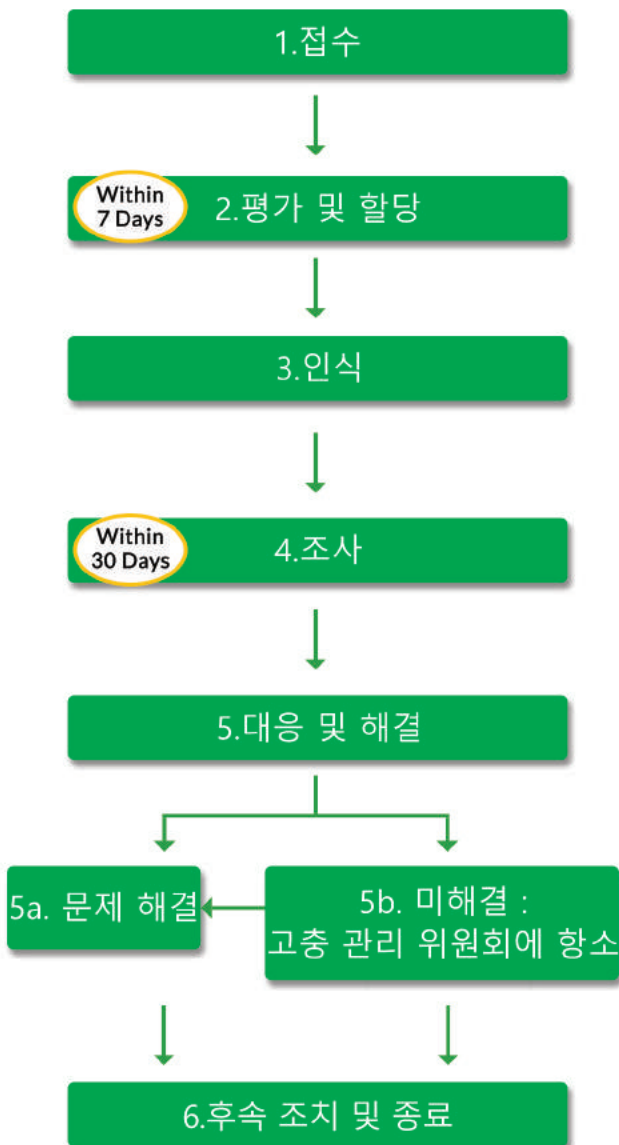 1.접수
Within
7 Days
2.평가 및 할당
3.인식
Within
30 Days
4.조사
5.대응 및 해결
5a. 문제 해결
5b. 미해결 :
고충 관리 위원회에 항소
6.후속 조치 및 종료